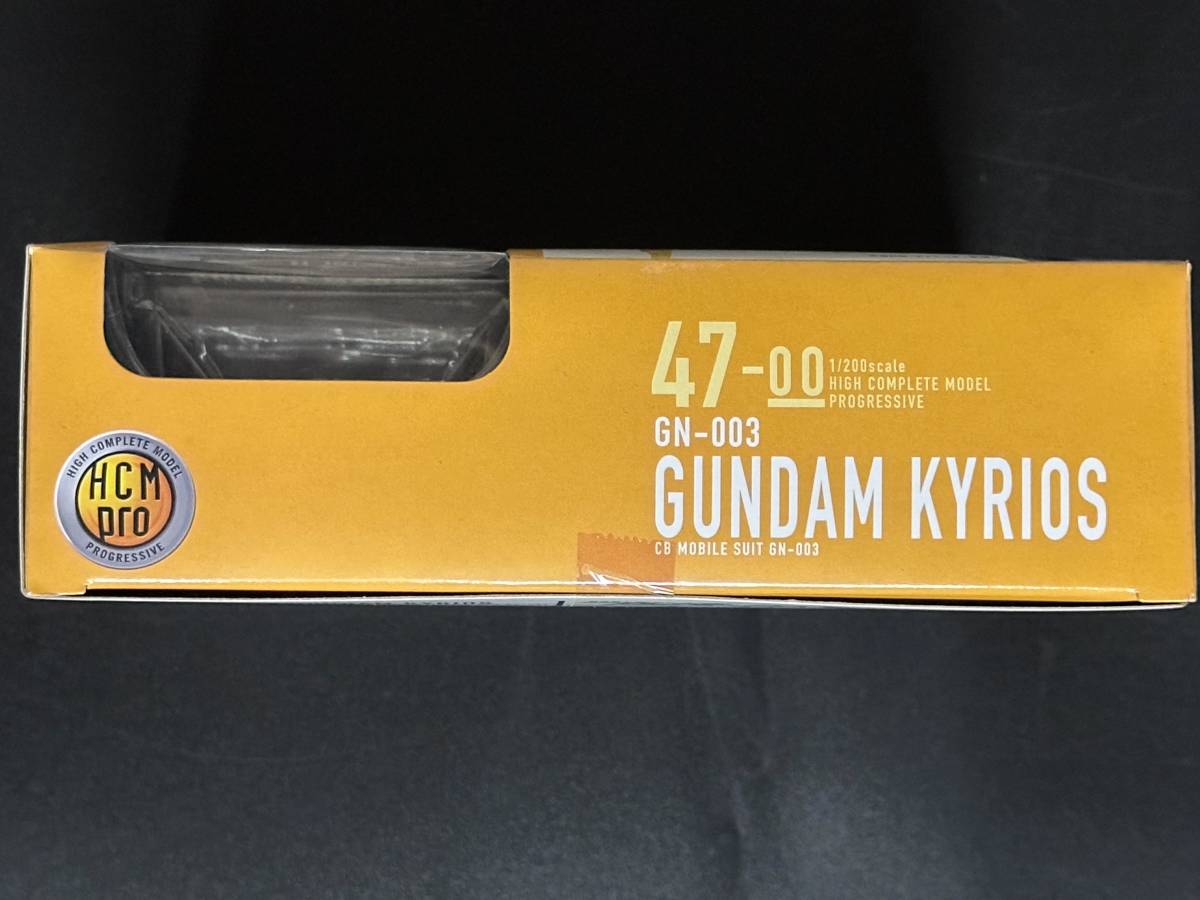 47-00
1/200scale
HIGH COMPLETE MODEL
PROGRESSIVE
GN-003
GUNDAM KYRIOS
CB MOBILE SUIT GN-003
HIGH COMPLETE MODEL
HCM
pro
PROGRESSIVE